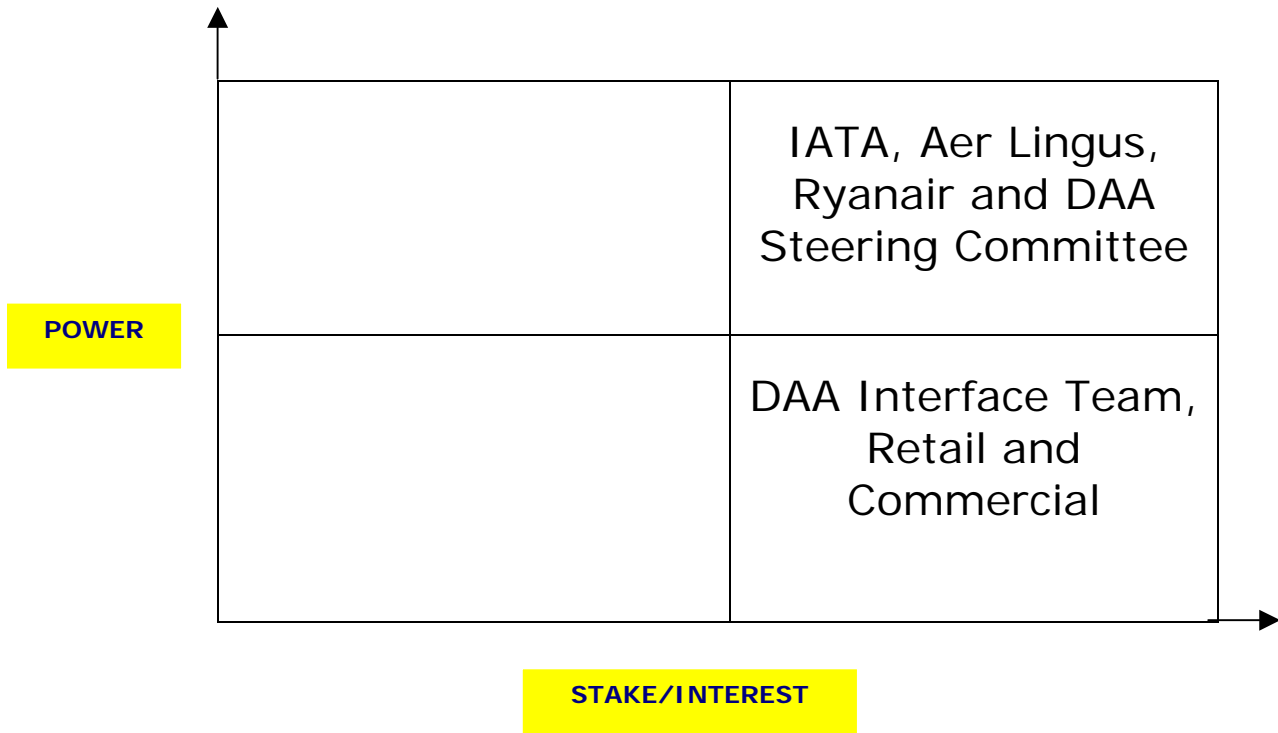 IATA, Aer Lingus,
Ryanair and DAA
Steering Committee
POWER
DAA Interface Team,
Retail and
Commercial
STAKE/INTEREST